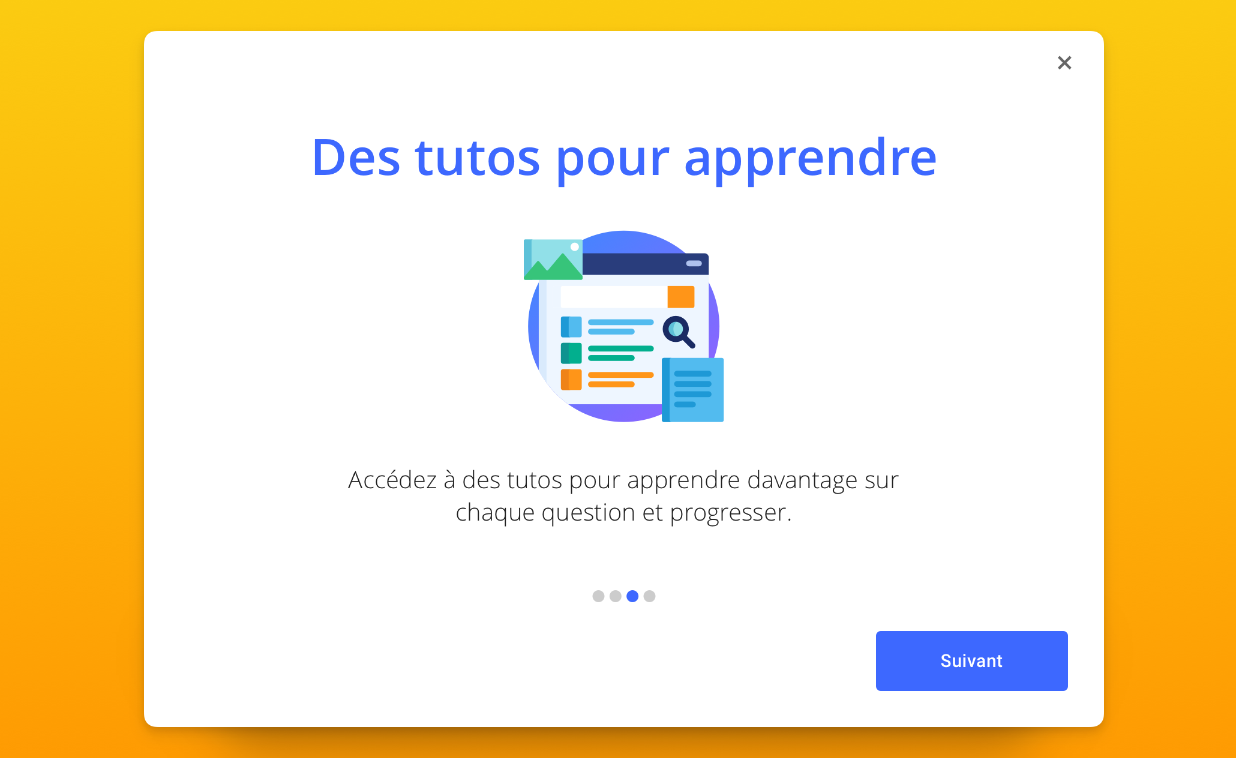 Des tutos pour apprendre
Accédez à des tutos pour apprendre davantage sur
chaque question et progresser.
Suivant